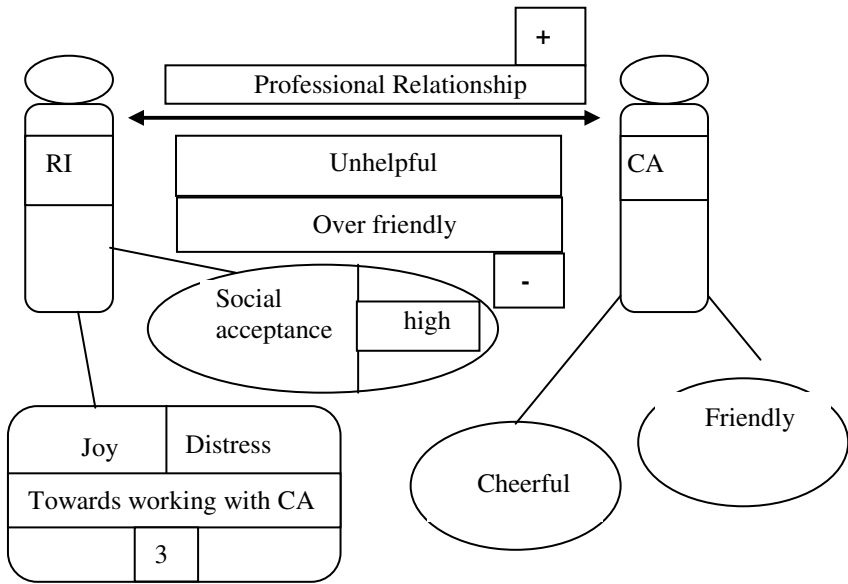 +
Professional Relationship
RI
Unhelpful
CA
Over friendly
-
Social
acceptance
high
Friendly
Joy
Distress
Cheerful
Towards working with CA
3